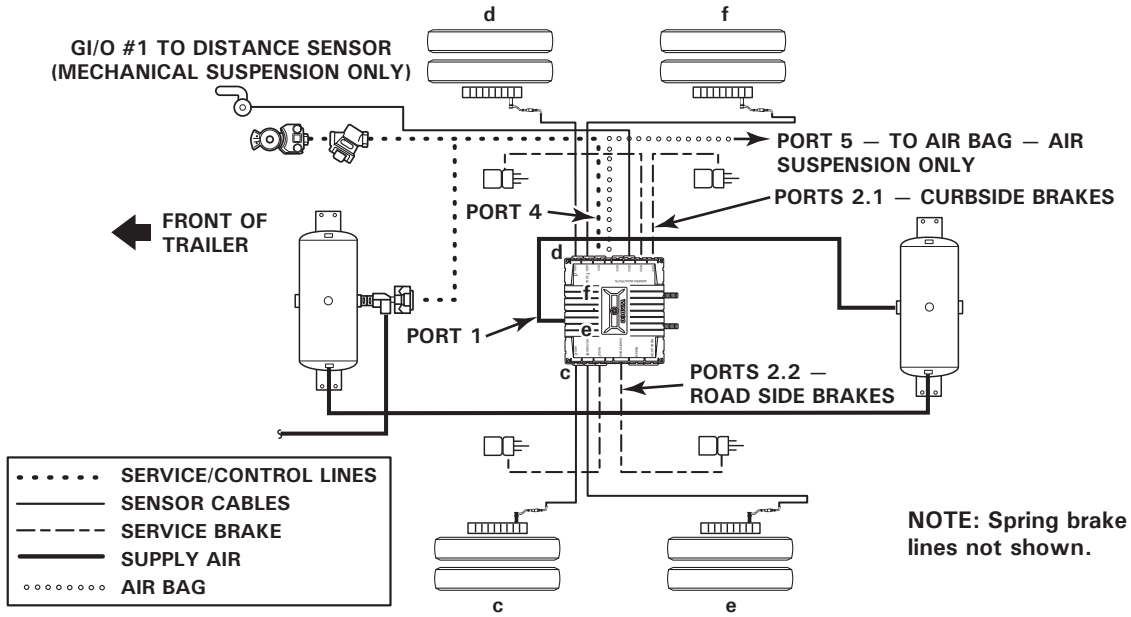 d
f
GI/O #1 TO DISTANCE SENSOR
(MECHANICAL SUSPENSION ONLY)
PORT 5 — TO AIR BAG — AIR
SUSPENSION ONLY
PORT 4
PORTS 2.1 — CURBSIDE BRAKES
FRONT OF
TRAILER
d
f
e
PORT 1
c
PORTS 2.2 —
ROAD SIDE BRAKES
SERVICE/CONTROL LINES
SENSOR CABLES
SERVICE BRAKE
SUPPLY AIR
AIR BAG
NOTE: Spring brake
lines not shown.
c
e